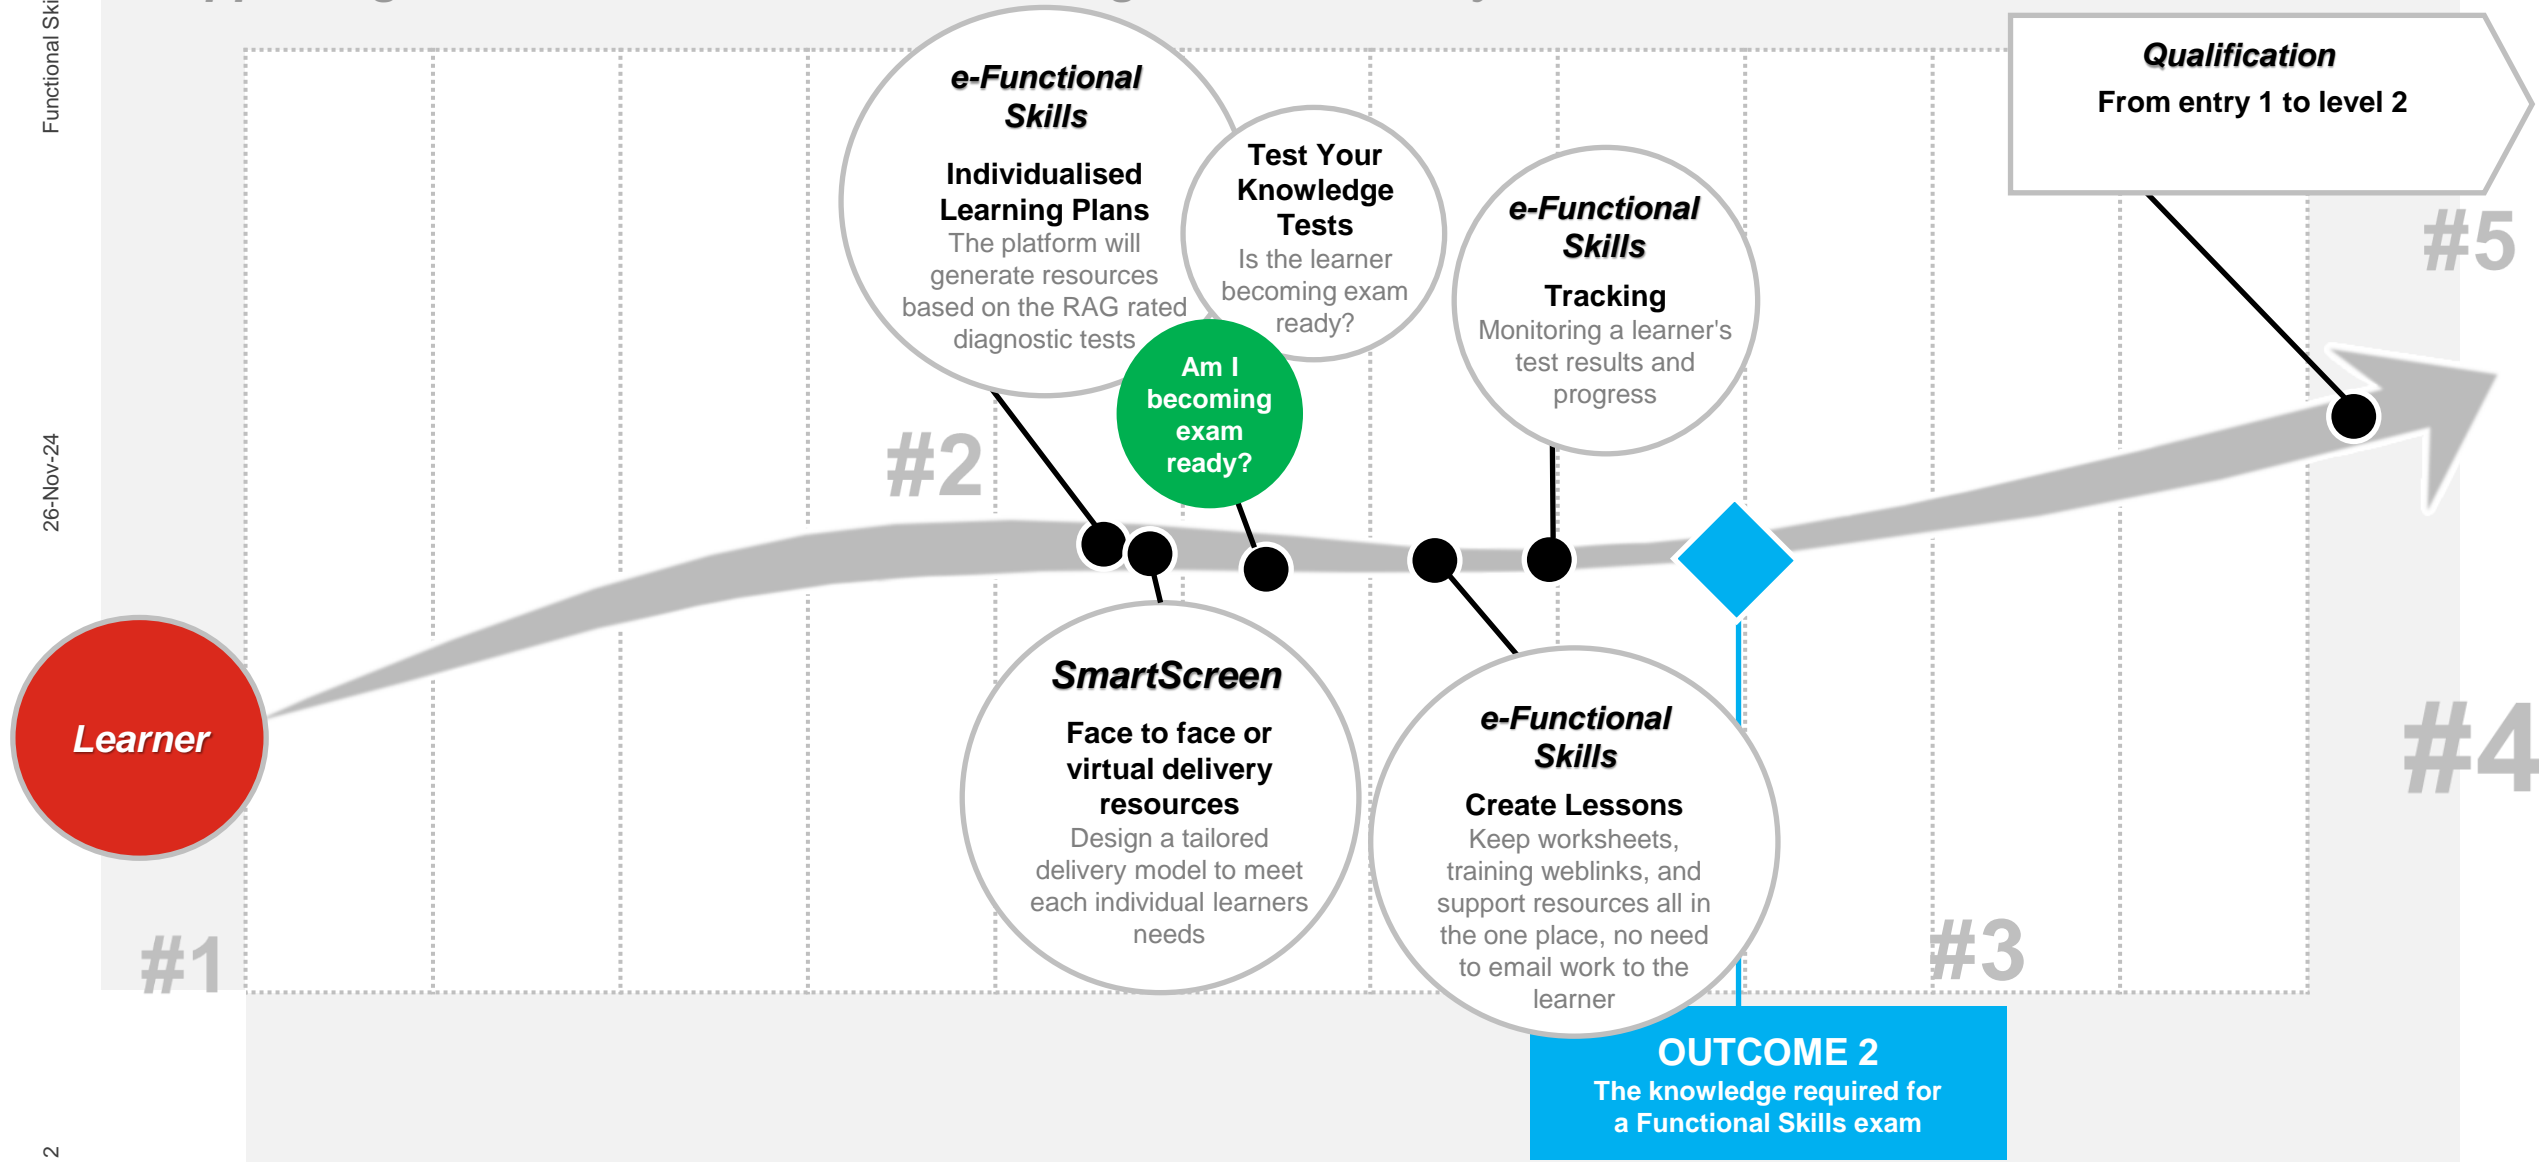 Functional Ski
26-Nov-24
2
e-Functional
Skills
Individualised
Learning Plans
The platform will
generate resources
based on the RAG rated
diagnostic tests
Test Your
Knowledge
Tests
Is the learner
becoming exam
ready?
Am I
becoming
exam
ready?
e-Functional
Skills
Tracking
Monitoring a learner's
test results and
progress
Qualification
From entry 1 to level 2
#5
#2
Learner
#1
SmartScreen
Face to face or
virtual delivery
resources
Design a tailored
delivery model to meet
each individual learners
needs
e-Functional
Skills
Create Lessons
Keep worksheets,
training weblinks, and
support resources all in
the one place, no need
to email work to the
learner
#4
#3
OUTCOME 2
The knowledge required for
a Functional Skills exam